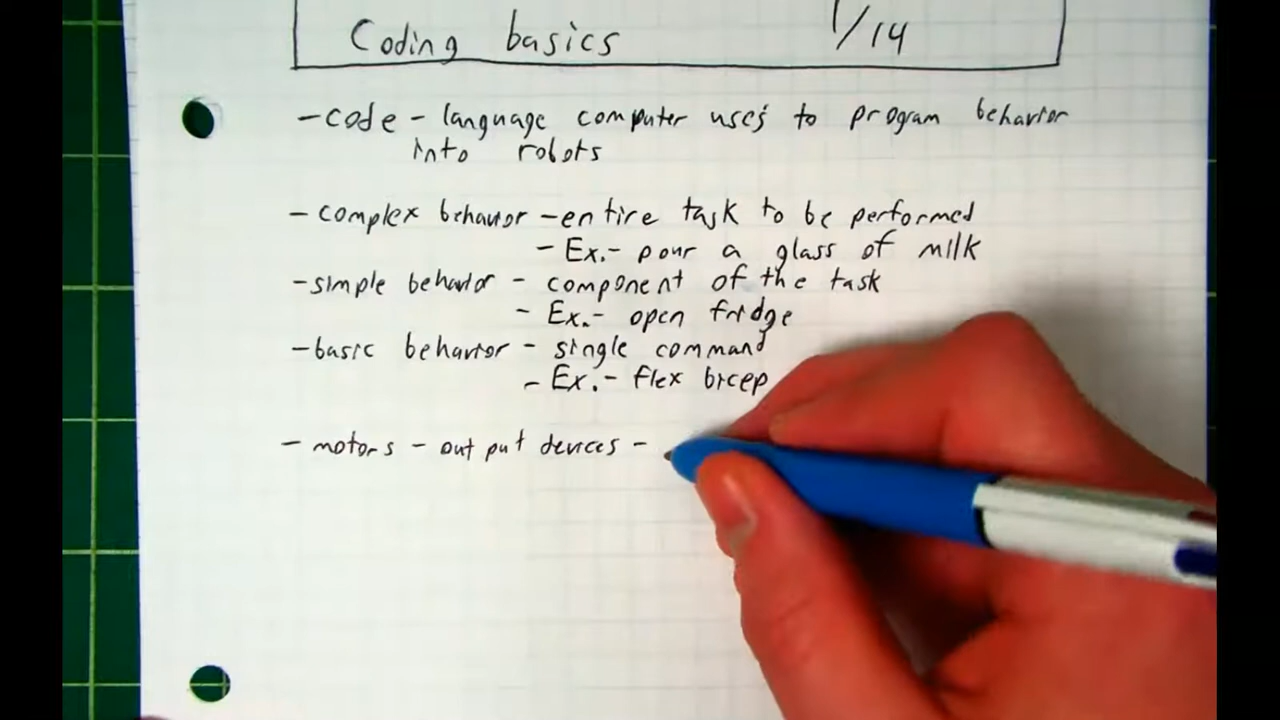 Coding basics 1/14
- code - language computer uses to program behavior
into robots
- complex behavior - entire task to be performed
- Ex. - pour a glass of milk
- simple behavior - component of the task
- Ex. - open fridge
- basic behavior - single command
- Ex. - flex bicep
- motors - output devices -